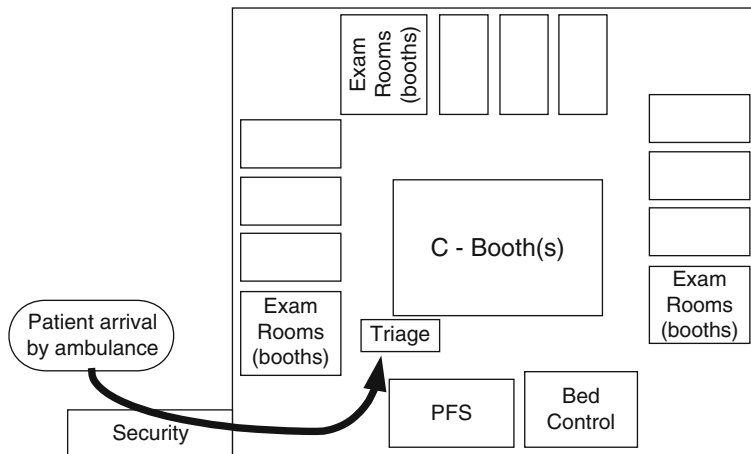 Exam
Rooms
(booths)
C - Booth(s)
Exam
Rooms
(booths)
Exam
Rooms
(booths)
Patient arrival
by ambulance
Triage
PFS
Bed
Control
Security